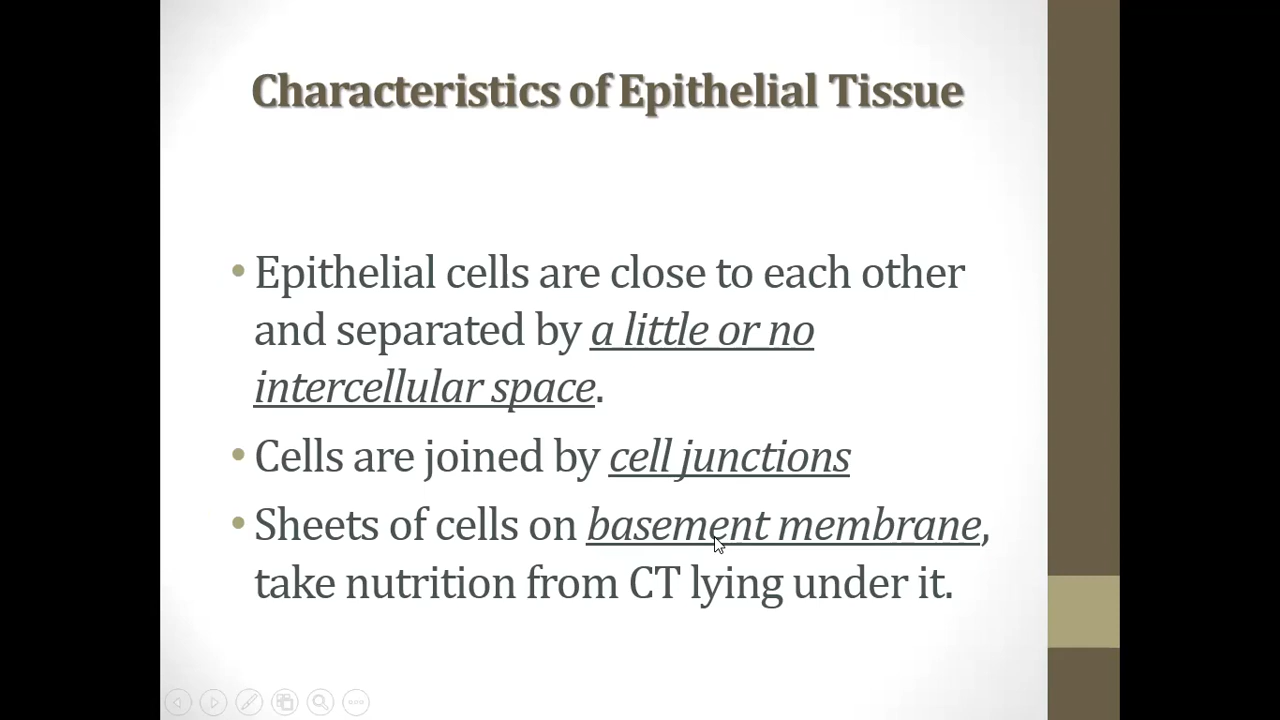 Characteristics of Epithelial Tissue
• Epithelial cells are close to each other
and separated by a little or no
intercellular space.
• Cells are joined by cell junctions
• Sheets of cells on basement membrane,
take nutrition from CT lying under it.